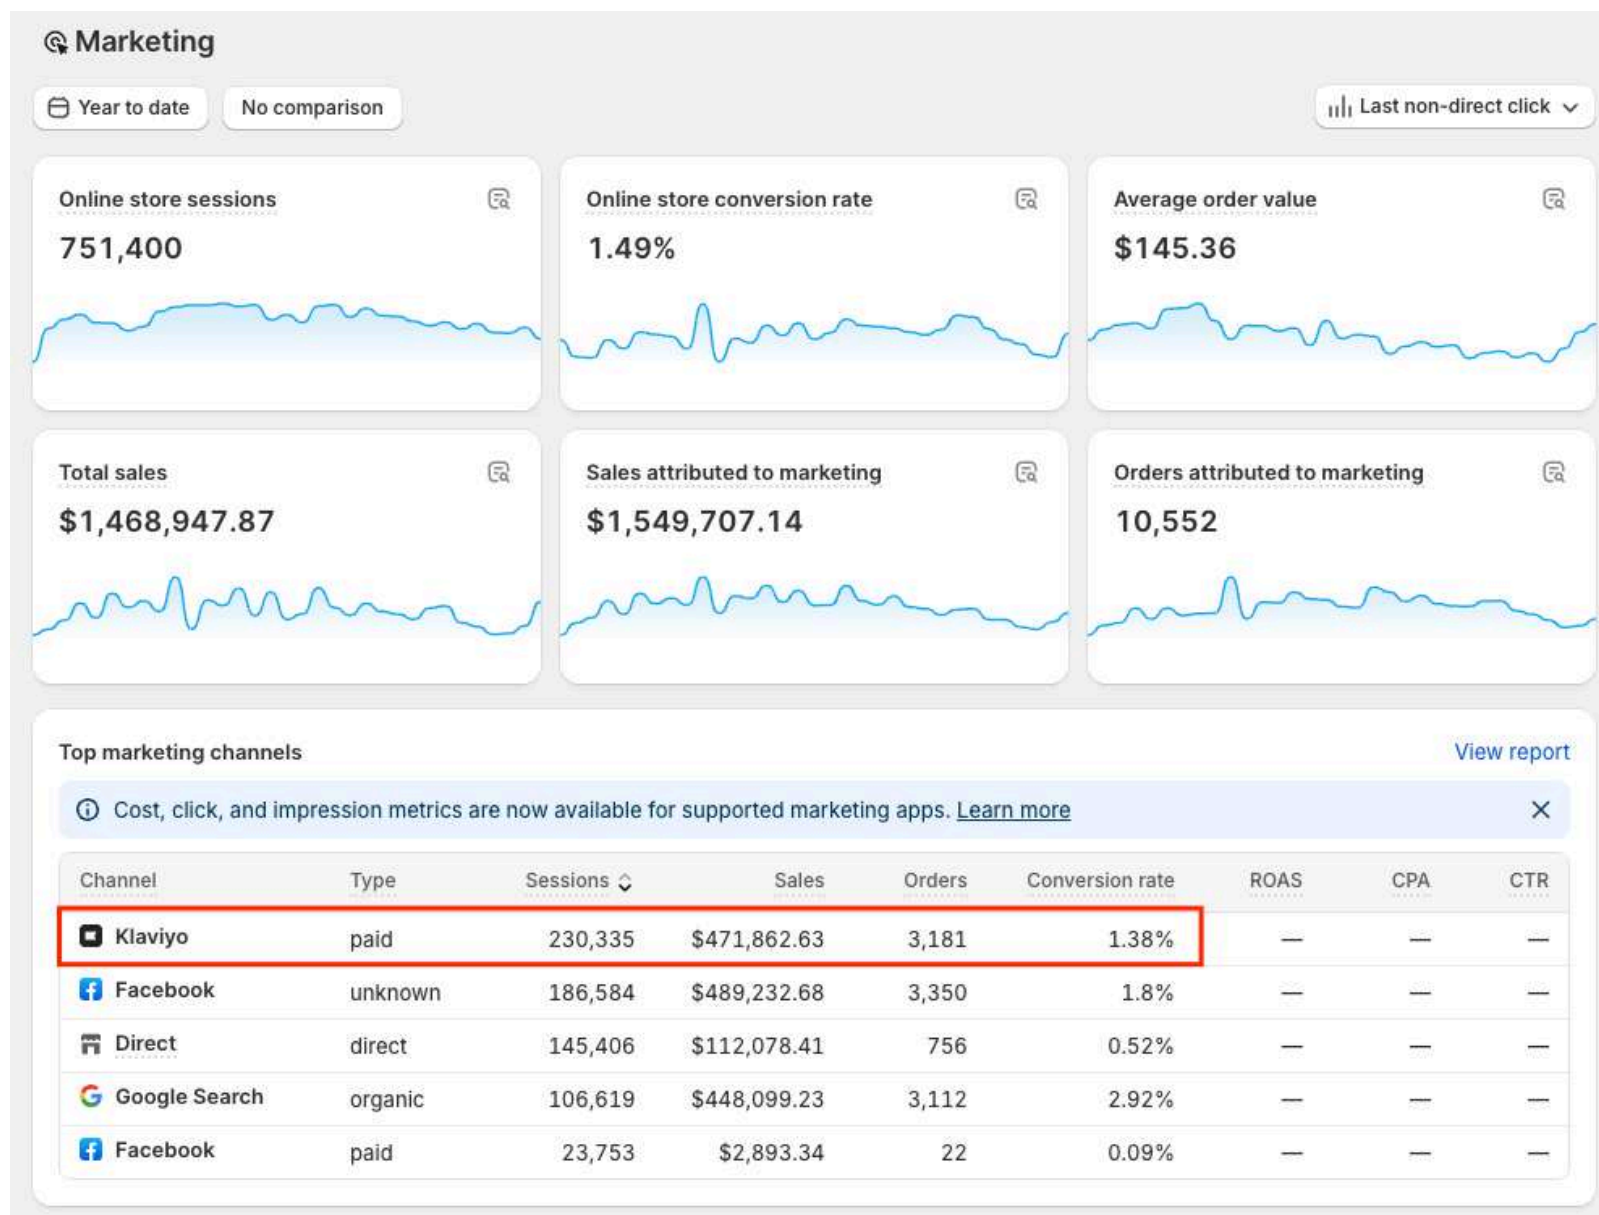 Marketing
Year to date
No comparison
Last non-direct click
Online store sessions
751,400
Online store conversion rate
1.49%
Average order value
$145.36
Total sales
$1,468,947.87
Sales attributed to marketing
$1,549,707.14
Orders attributed to marketing
10,552
Top marketing channels
View report
Cost, click, and impression metrics are now available for supported marketing apps. Learn more
Channel Type Sessions Sales Orders Conversion rate ROAS CPA CTR
Klaviyo paid 230,335 $471,862.63 3,181 1.38% — — —
Facebook unknown 186,584 $489,232.68 3,350 1.8% — — —
Direct direct 145,406 $112,078.41 756 0.52% — — —
Google Search organic 106,619 $448,099.23 3,112 2.92% — — —
Facebook paid 23,753 $2,893.34 22 0.09% — — —